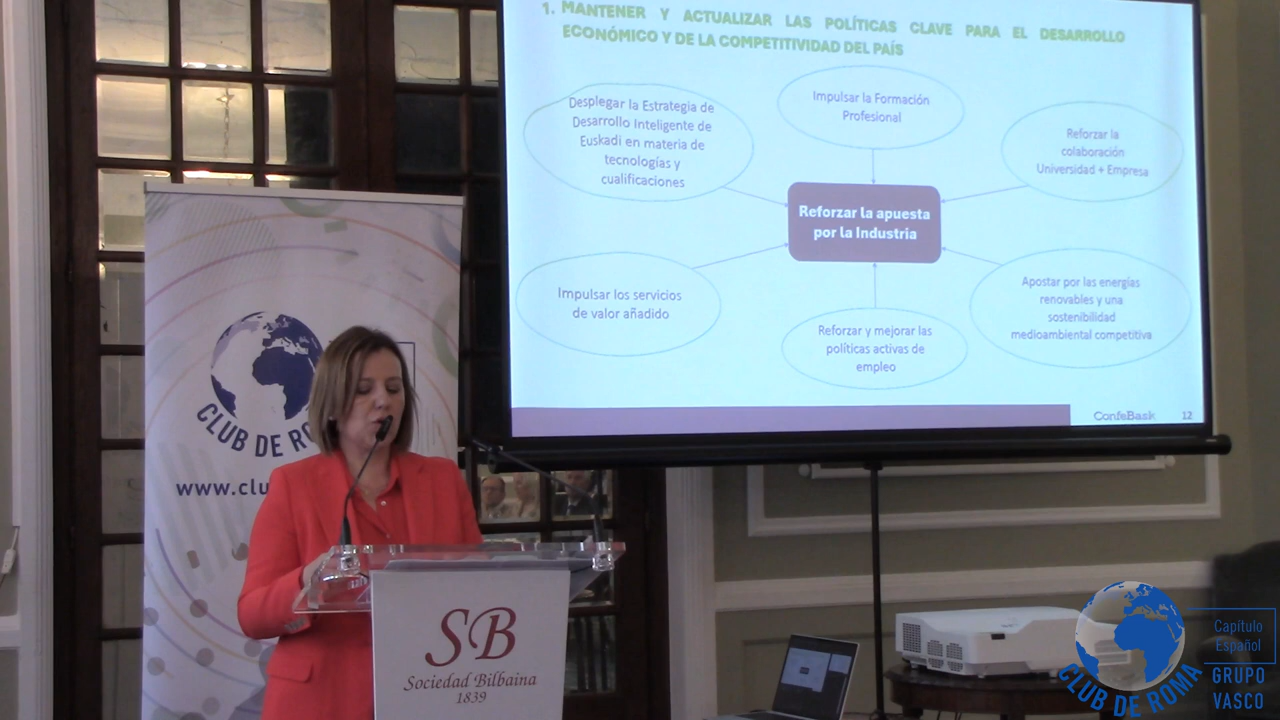 1. MANTENER Y ACTUALIZAR LAS POLÍTICAS CLAVE PARA EL DESARROLLO
ECONÓMICO Y DE LA COMPETITIVIDAD DEL PAÍS
Desplegar la Estrategia de
Desarrollo Inteligente de
Euskadi en materia de
tecnologías y
cualificaciones
Impulsar la Formación
Profesional
Reforzar la
colaboración
Universidad + Empresa
Reforzar la apuesta
por la Industria
Impulsar los servicios
de valor añadido
Reforzar y mejorar las
políticas activas de
empleo
Apostar por las energías
renovables y una
sostenibilidad
medioambiental competitiva
ConfeBask 12
CLUB DE
www.clu
SB
Sociedad Bilbaina
1839
CLUB DE ROMA
Capítulo
Español
GRUPO
VASCO